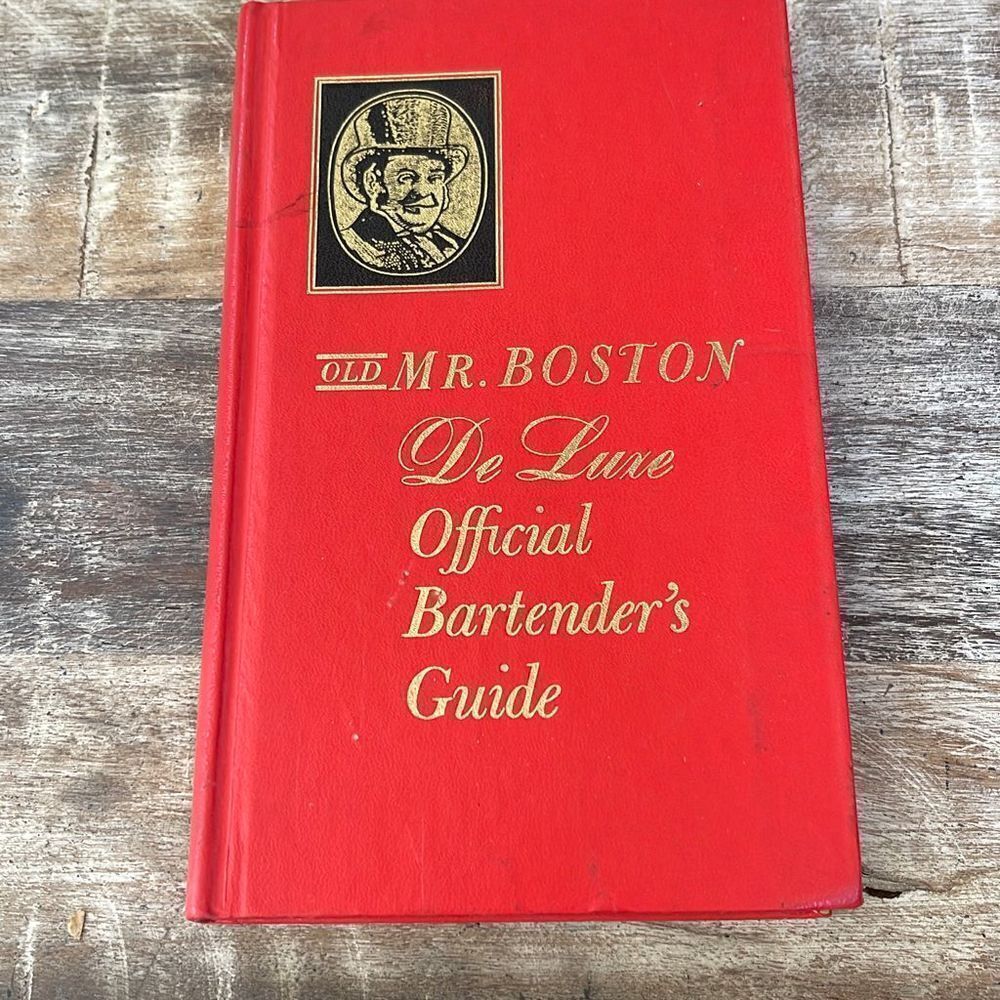 OLD MR. BOSTON
De Luxe
Official
Bartender's
Guide